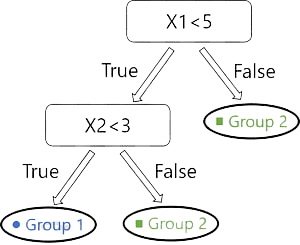 X1<5
True
False
X2<3
Group 2
True
False
Group 1
Group 2